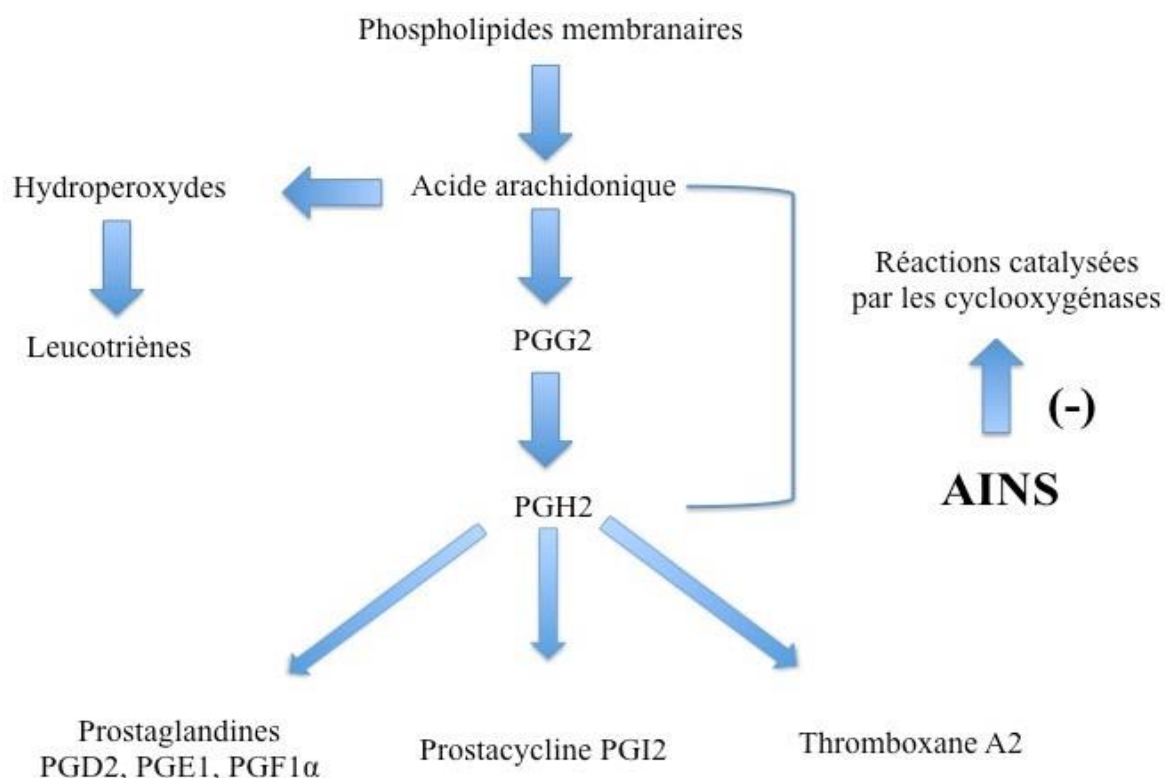 Phospholipides membranaires
Hydroperoxydes
Acide arachidonique
Leucotriènes
PGG2
Réactions catalysées
par les cyclooxygénases
(-)
AINS
PGH2
Prostaglandines
PGD2, PGE1, PGF1α
Prostacycline PGI2
Thromboxane A2